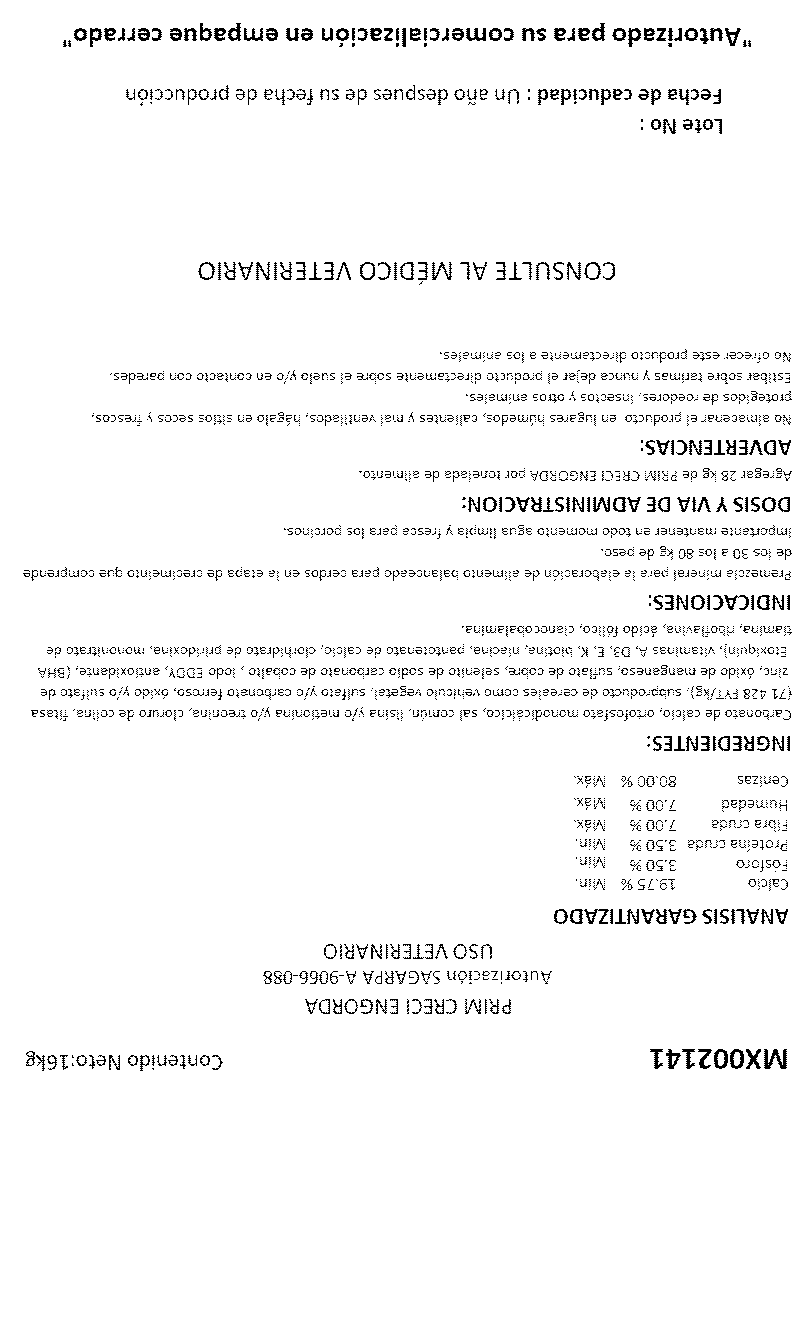 MX002141
Contenido Neto:16kg
PRIM CRECI ENGORDA
Autorización SAGARPA A-9066-088
USO VETERINARIO
ANALISIS GARANTIZADO
Calcio 19.75 % Min.
Fósforo 3.50 % Min.
Proteína cruda 3.50 % Min.
Fibra cruda 7.00 % Máx.
Humedad 7.00 % Máx.
Cenizas 80.00 % Máx.
INGREDIENTES:
Carbonato de calcio, ortofosfato monodicálcico, sal común, lisina y/o metionina y/o treonina, cloruro de colina, fitasa
(71 428 FYT/kg), subproducto de cereales como vehículo vegetal; sulfato y/o carbonato ferroso, óxido y/o sulfato de
zinc, óxido de manganeso, sulfato de cobre, selenito de sodio carbonato de cobalto , iodo EDDY, antioxidante, (BHA
Etoxiquin), vitaminas A, D3, E, K, biotina, niacina, pantotenato de calcio, clorhidrato de priridoxina, mononitrato de
tiamina, riboflavina, ácido fólico, cianocobalamina.
INDICACIONES:
Premezcla mineral para la elaboración de alimento balanceado para cerdos en la etapa de crecimeinto que comprende
de los 30 a los 80 kg de peso.
Importante mantener en todo momento agua limpia y fresca para los porcinos.
DOSIS Y VIA DE ADMINISTRACION:
Agregar 28 kg de PRIM CRECI ENGORDA por tonelada de alimento.
ADVERTENCIAS:
No almacenar el producto en lugares húmedos, calientes y mal ventilados, hágalo en sitios secos y frescos,
protegidos de roedores, insectos y otros animales.
Estibar sobre tarimas y nunca dejar el producto directamente sobre el suelo y/o en contacto con paredes.
No ofrecer este producto directamente a los animales.
CONSULTE AL MÉDICO VETERINARIO
Lote No :
Fecha de caducidad : Un año despues de su fecha de producción
"Autorizado para su comercialización en empaque cerrado"